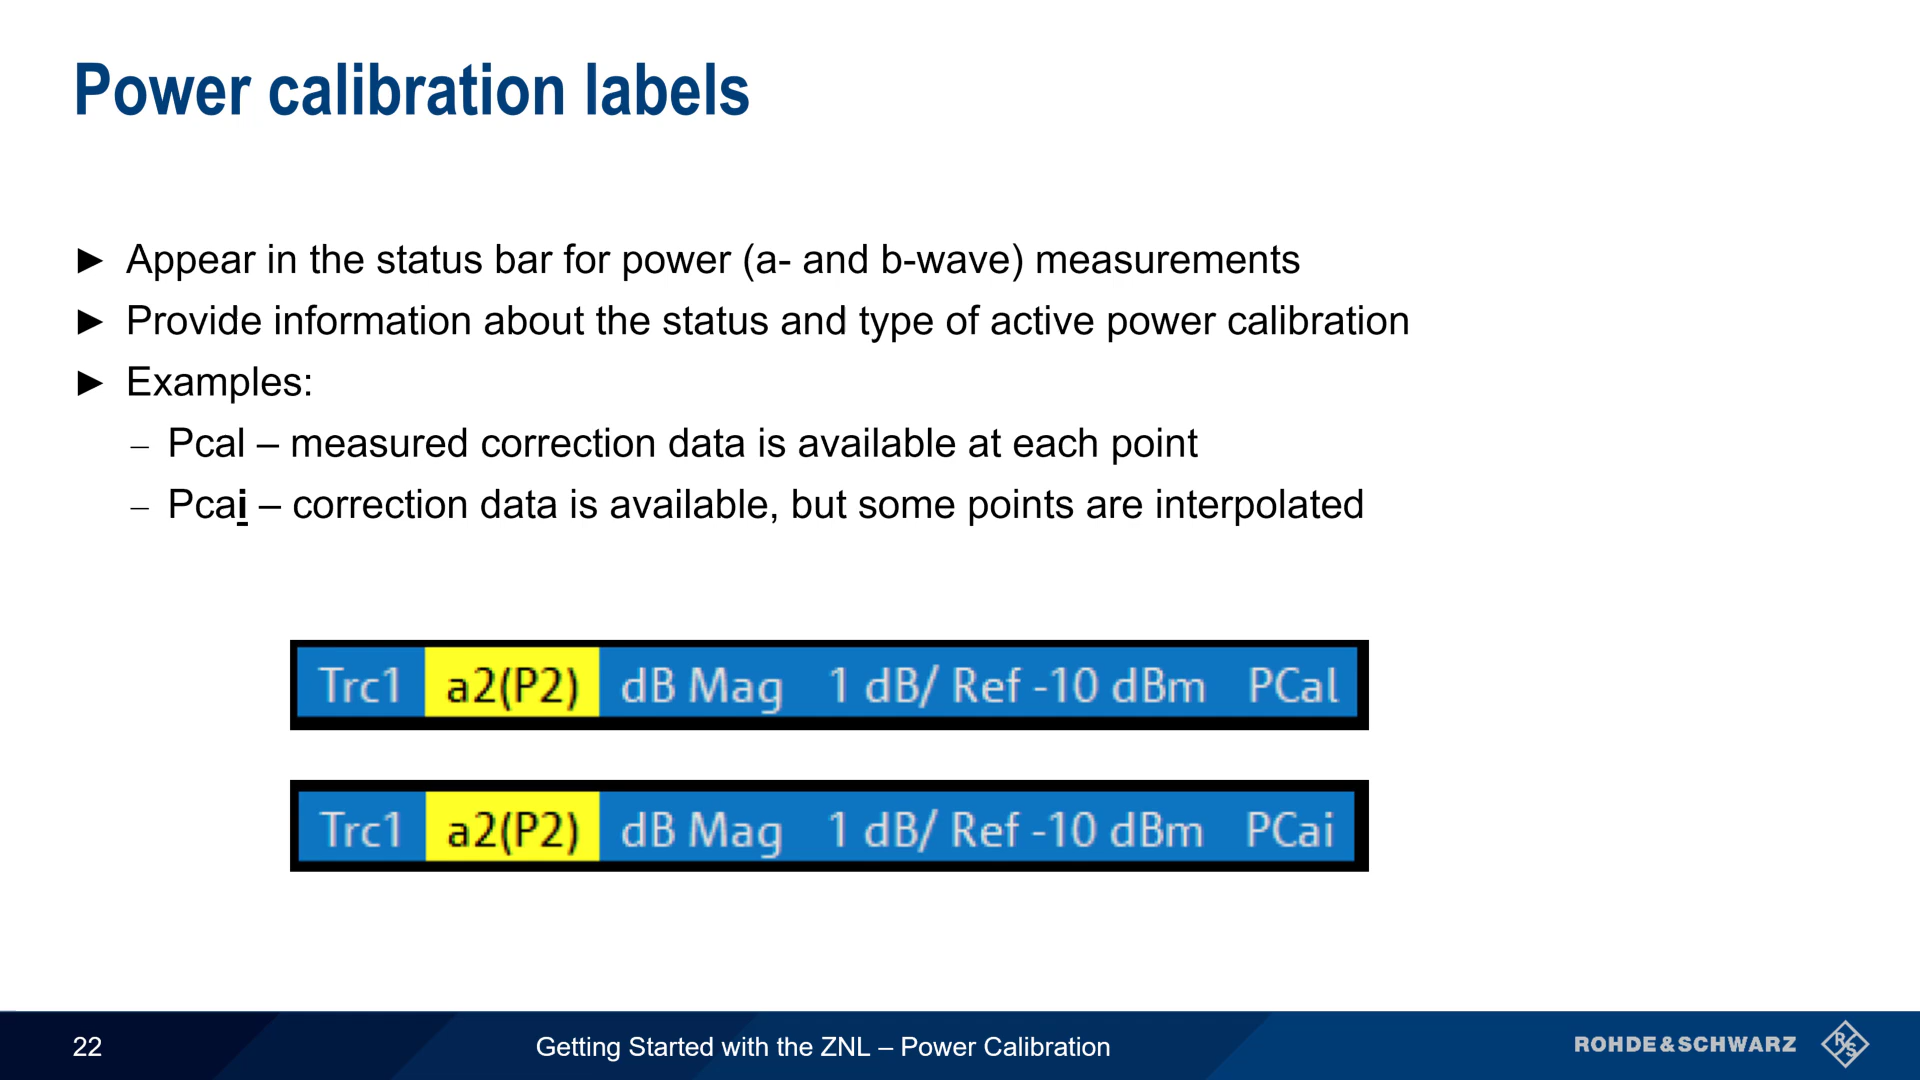 Power calibration labels
► Appear in the status bar for power (a- and b-wave) measurements
► Provide information about the status and type of active power calibration
► Examples:
– Pcal – measured correction data is available at each point
– Pcai – correction data is available, but some points are interpolated
Trc1 a2(P2) dB Mag 1 dB/ Ref -10 dBm PCal
Trc1 a2(P2) dB Mag 1 dB/ Ref -10 dBm PCai
22 Getting Started with the ZNL – Power Calibration ROHDE&SCHWARZ R&S